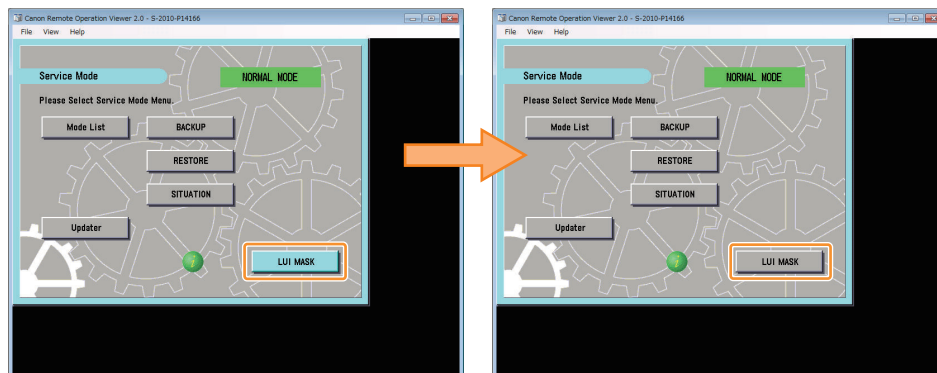 Canon Remote Operation Viewer 2.0 - S-2010-P14166
File View Help
Service Mode
NORMAL MODE
Please Select Service Mode Menu.
Mode List
BACKUP
RESTORE
SITUATION
Updater
i
LUI MASK
Canon Remote Operation Viewer 2.0 - S-2010-P14166
File View Help
Service Mode
NORMAL MODE
Please Select Service Mode Menu.
Mode List
BACKUP
RESTORE
SITUATION
Updater
i
LUI MASK